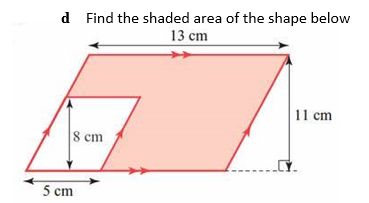 d Find the shaded area of the shape below
13 cm
11 cm
8 cm
5 cm